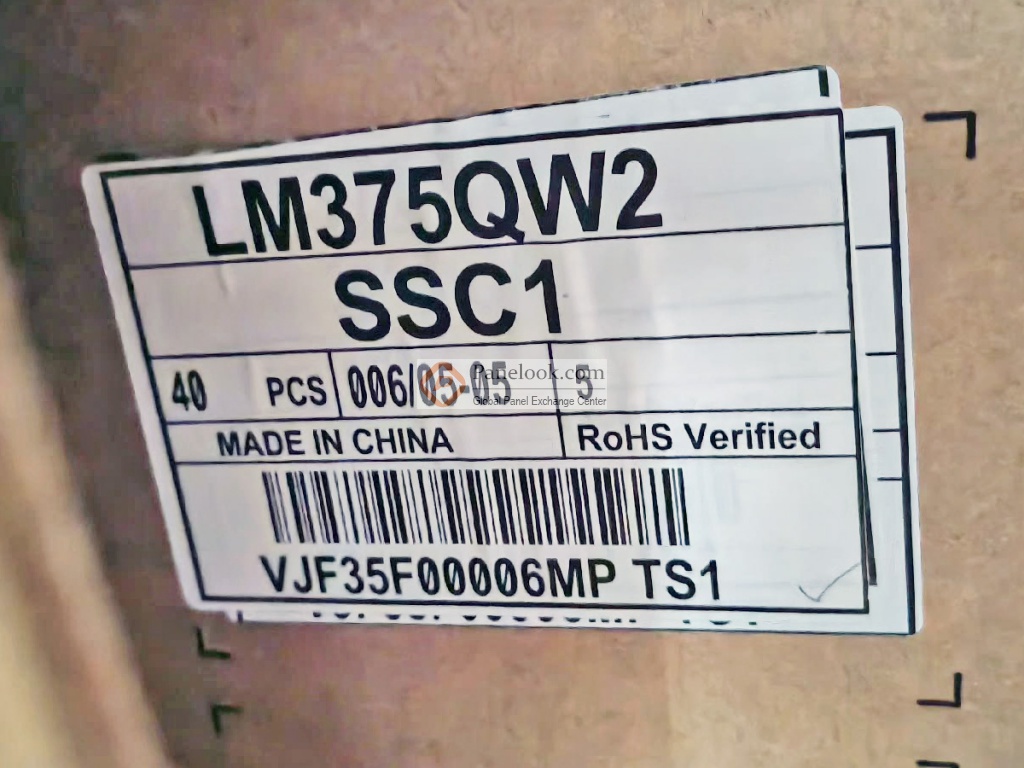 LM375QW2
SSC1
40 PCS 006/05-05 5
Panelook.com
Global Panel Exchange Center
MADE IN CHINA RoHS Verified
VJF35F00006MP TS1